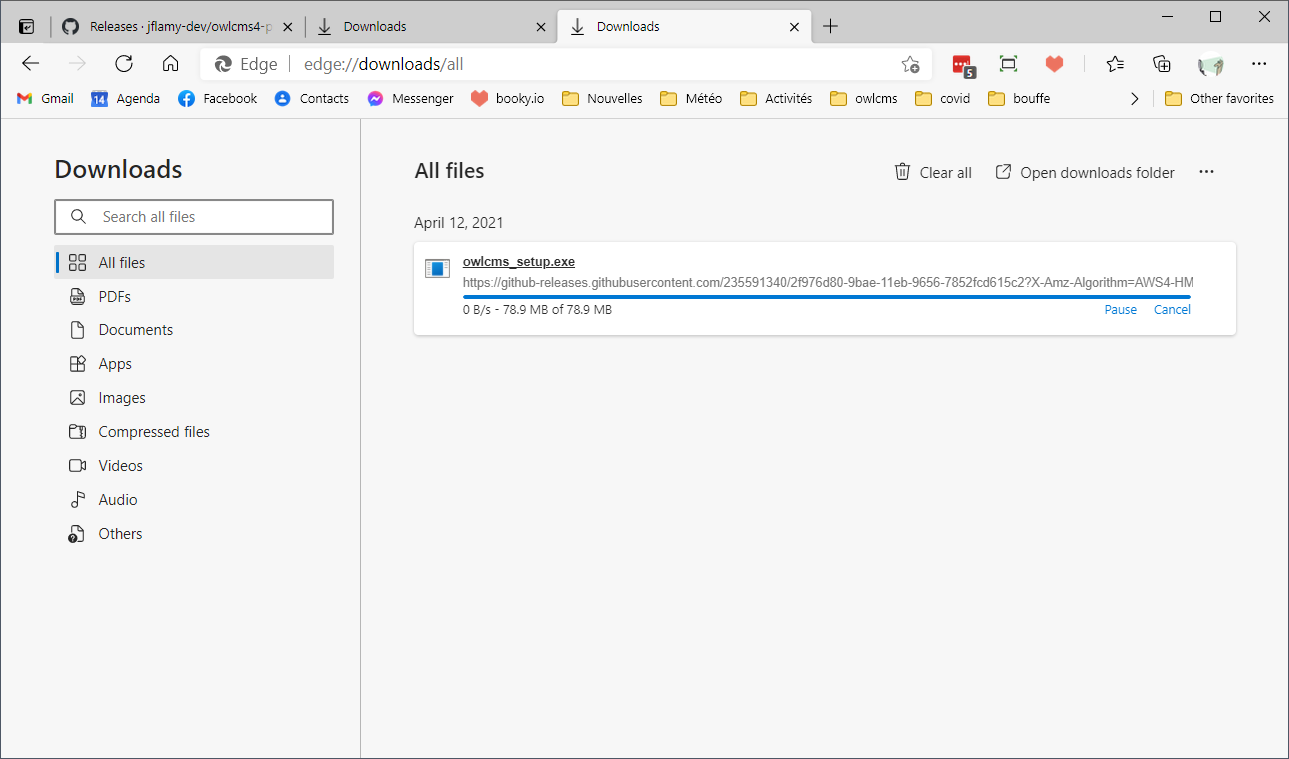 Releases · jflamy-dev/owlcms4-p
Downloads
Downloads
Edge
edge://downloads/all
5
Gmail
14
Agenda
Facebook
Contacts
Messenger
booky.io
Nouvelles
Météo
Activités
owlcms
covid
bouffe
Other favorites
Downloads
Search all files
All files
PDFs
Documents
Apps
Images
Compressed files
Videos
Audio
Others
All files
Clear all
Open downloads folder
April 12, 2021
owlcms_setup.exe
https://github-releases.githubusercontent.com/235591340/2f976d80-9bae-11eb-9656-7852fcd615c2?X-Amz-Algorithm=AWS4-HM
0 B/s - 78.9 MB of 78.9 MB
Pause
Cancel